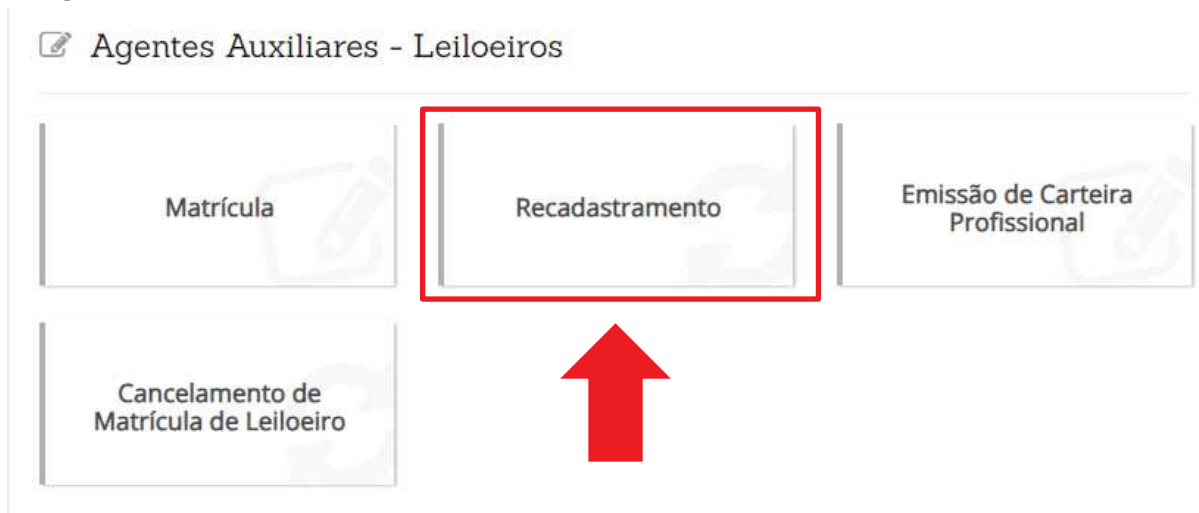 Agentes Auxiliares - Leiloeiros
Matrícula
Recadastramento
Emissão de Carteira
Profissional
Cancelamento de
Matrícula de Leiloeiro